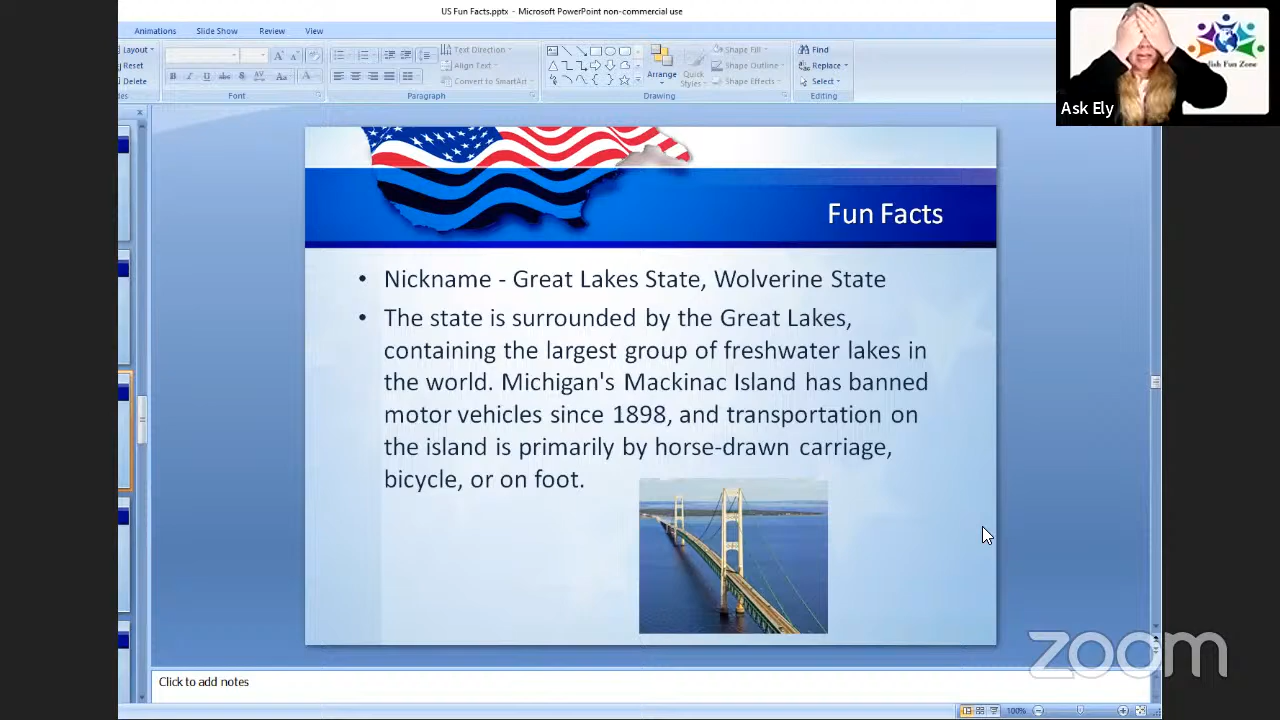 US Fun Facts.pptx - Microsoft PowerPoint non-commercial use
Animations Slide Show Review View
Layout
Reset
Delete
Font
Text Direction
Align Text
Convert to SmartArt
Paragraph
Arrange
Quick
Styles
Shape Fill
Shape Outline
Shape Effects
Drawing
Find
Replace
Select
Editing
Fun Zone
Ask Ely
Fun Facts
• Nickname - Great Lakes State, Wolverine State
• The state is surrounded by the Great Lakes,
containing the largest group of freshwater lakes in
the world. Michigan's Mackinac Island has banned
motor vehicles since 1898, and transportation on
the island is primarily by horse-drawn carriage,
bicycle, or on foot.
zoom
Click to add notes
100%